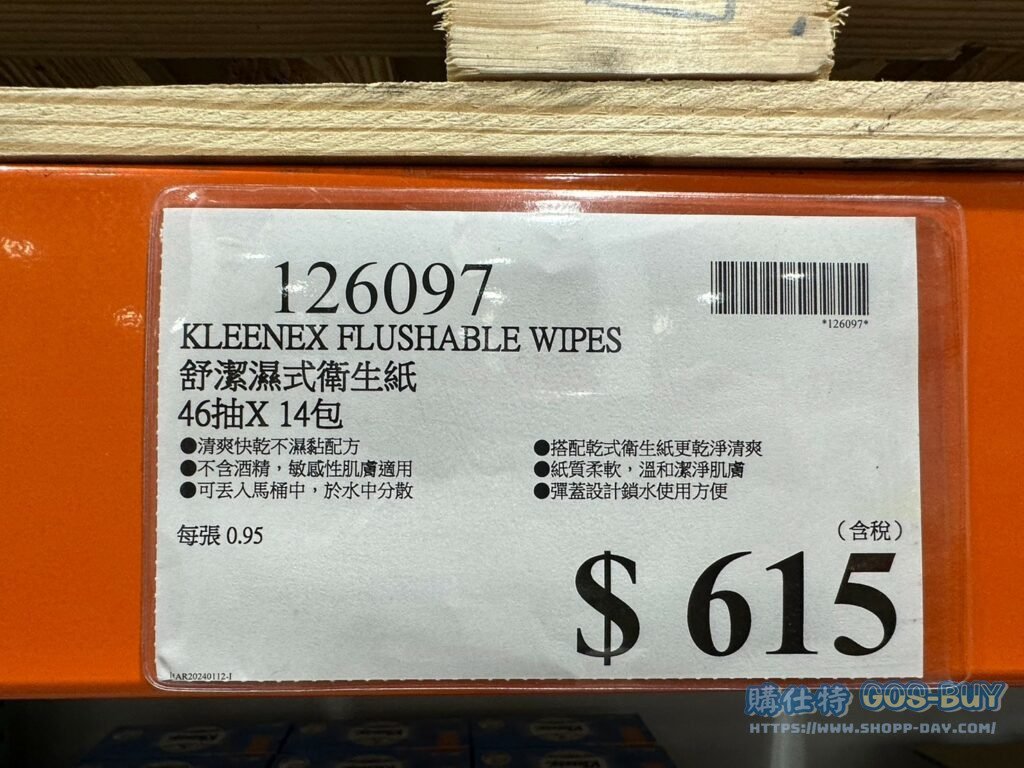 126097
*126097*
KLEENEX FLUSHABLE WIPES
舒潔濕式衛生紙
46抽X 14包
●清爽快乾不濕黏配方
●不含酒精，敏感性肌膚適用
●可丟入馬桶中，於水中分散
●搭配乾式衛生紙更乾淨清爽
●紙質柔軟，溫和潔淨肌膚
●彈蓋設計鎖水使用方便
每張 0.95
（含稅）
$ 615
AR20240112-I
購仕特 GOS-BUY
HTTPS://WWW.SHOPP-DAY.COM/